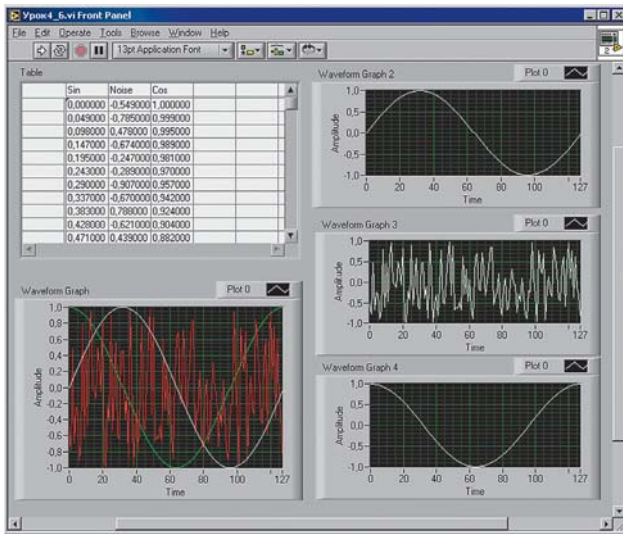 Урок4_6.vi Front Panel
File Edit Operate Tools Browse Window Help
13pt Application Font
2
Table
Sin Noise Cos
0,000000 -0,549000 1,000000
0,049000 -0,785000 0,999000
0,098000 0,478000 0,995000
0,147000 -0,674000 0,989000
0,195000 -0,247000 0,981000
0,243000 -0,289000 0,970000
0,290000 -0,907000 0,957000
0,337000 -0,670000 0,942000
0,383000 0,788000 0,924000
0,428000 -0,621000 0,904000
0,471000 0,439000 0,882000
Waveform Graph
Plot 0
Amplitude
1,0
0,8
0,6
0,4
0,2
0,0
-0,2
-0,4
-0,6
-0,8
-1,0
0 20 40 60 80 100 127
Time
Waveform Graph 2
Plot 0
Amplitude
1,0
0,5
0,0
-0,5
-1,0
0 20 40 60 80 100 127
Time
Waveform Graph 3
Plot 0
Amplitude
1,0
0,5
0,0
-0,5
-1,0
0 20 40 60 80 100 127
Time
Waveform Graph 4
Plot 0
Amplitude
1,0
0,5
0,0
-0,5
-1,0
0 20 40 60 80 100 127
Time